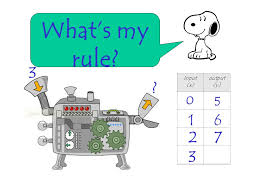 What's my
rule?
3
?
input output
(x) (y)
0 5
1 6
2 7
3